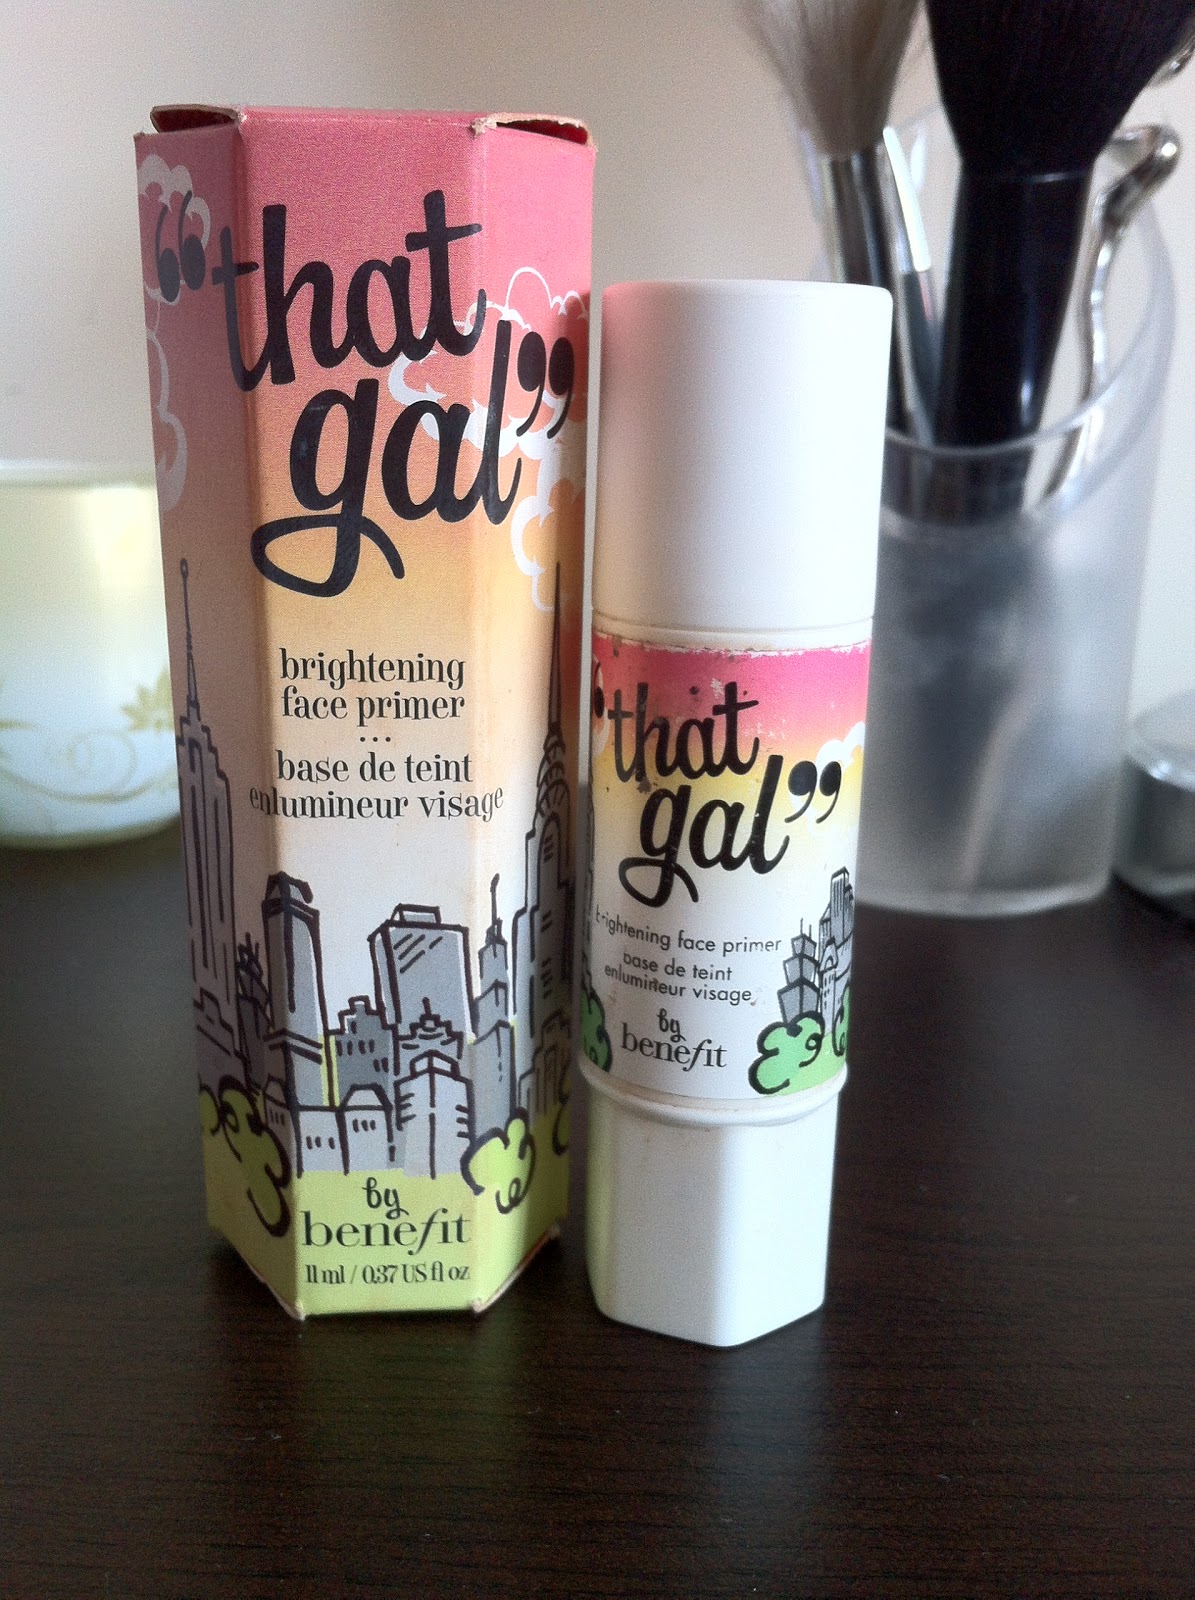 “that
gal”
brightening
face primer
...
base de teint
enlumineur visage
by
benefit
11 ml / 0.37 US fl oz
“that
gal”
brightening face primer
base de teint
enlumineur visage
by
benefit